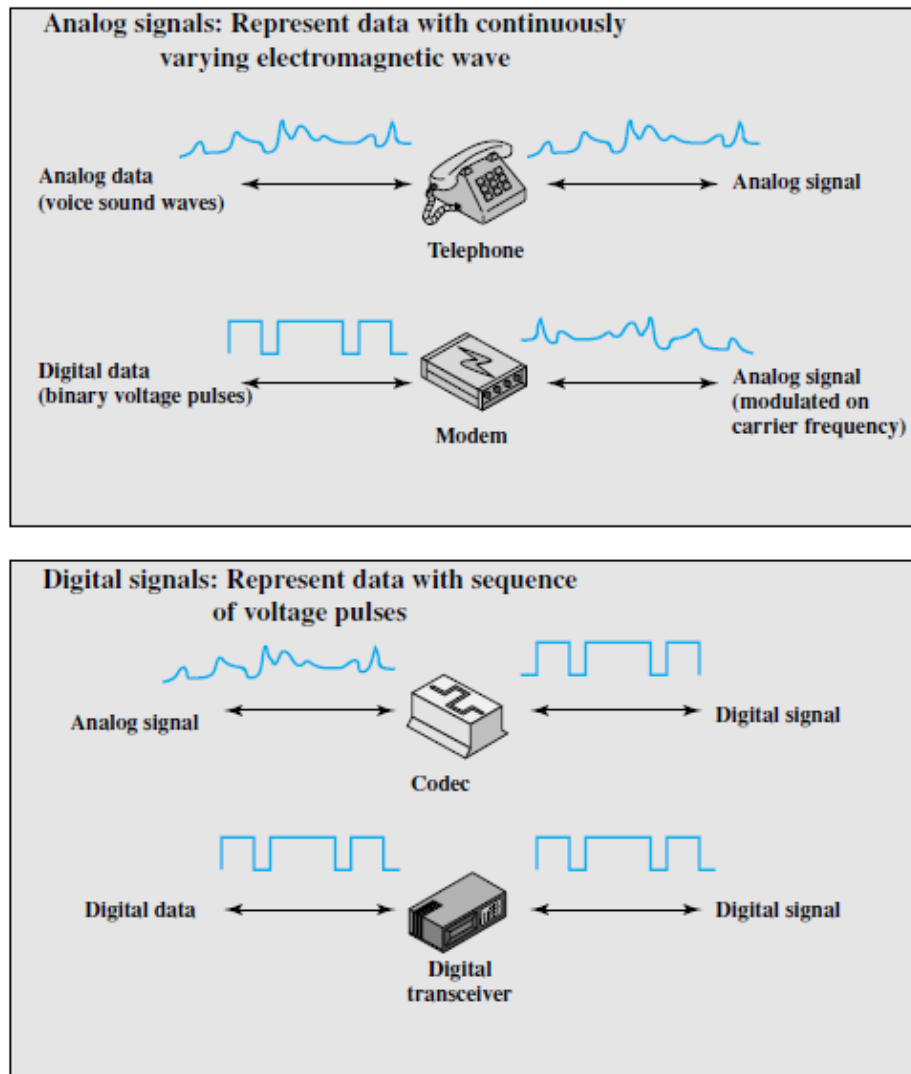 Analog signals: Represent data with continuously
varying electromagnetic wave
Analog data
(voice sound waves)
Analog signal
Telephone
Digital data
(binary voltage pulses)
Analog signal
(modulated on
carrier frequency)
Modem
Digital signals: Represent data with sequence
of voltage pulses
Analog signal
Digital signal
Codec
Digital data
Digital signal
Digital
transceiver